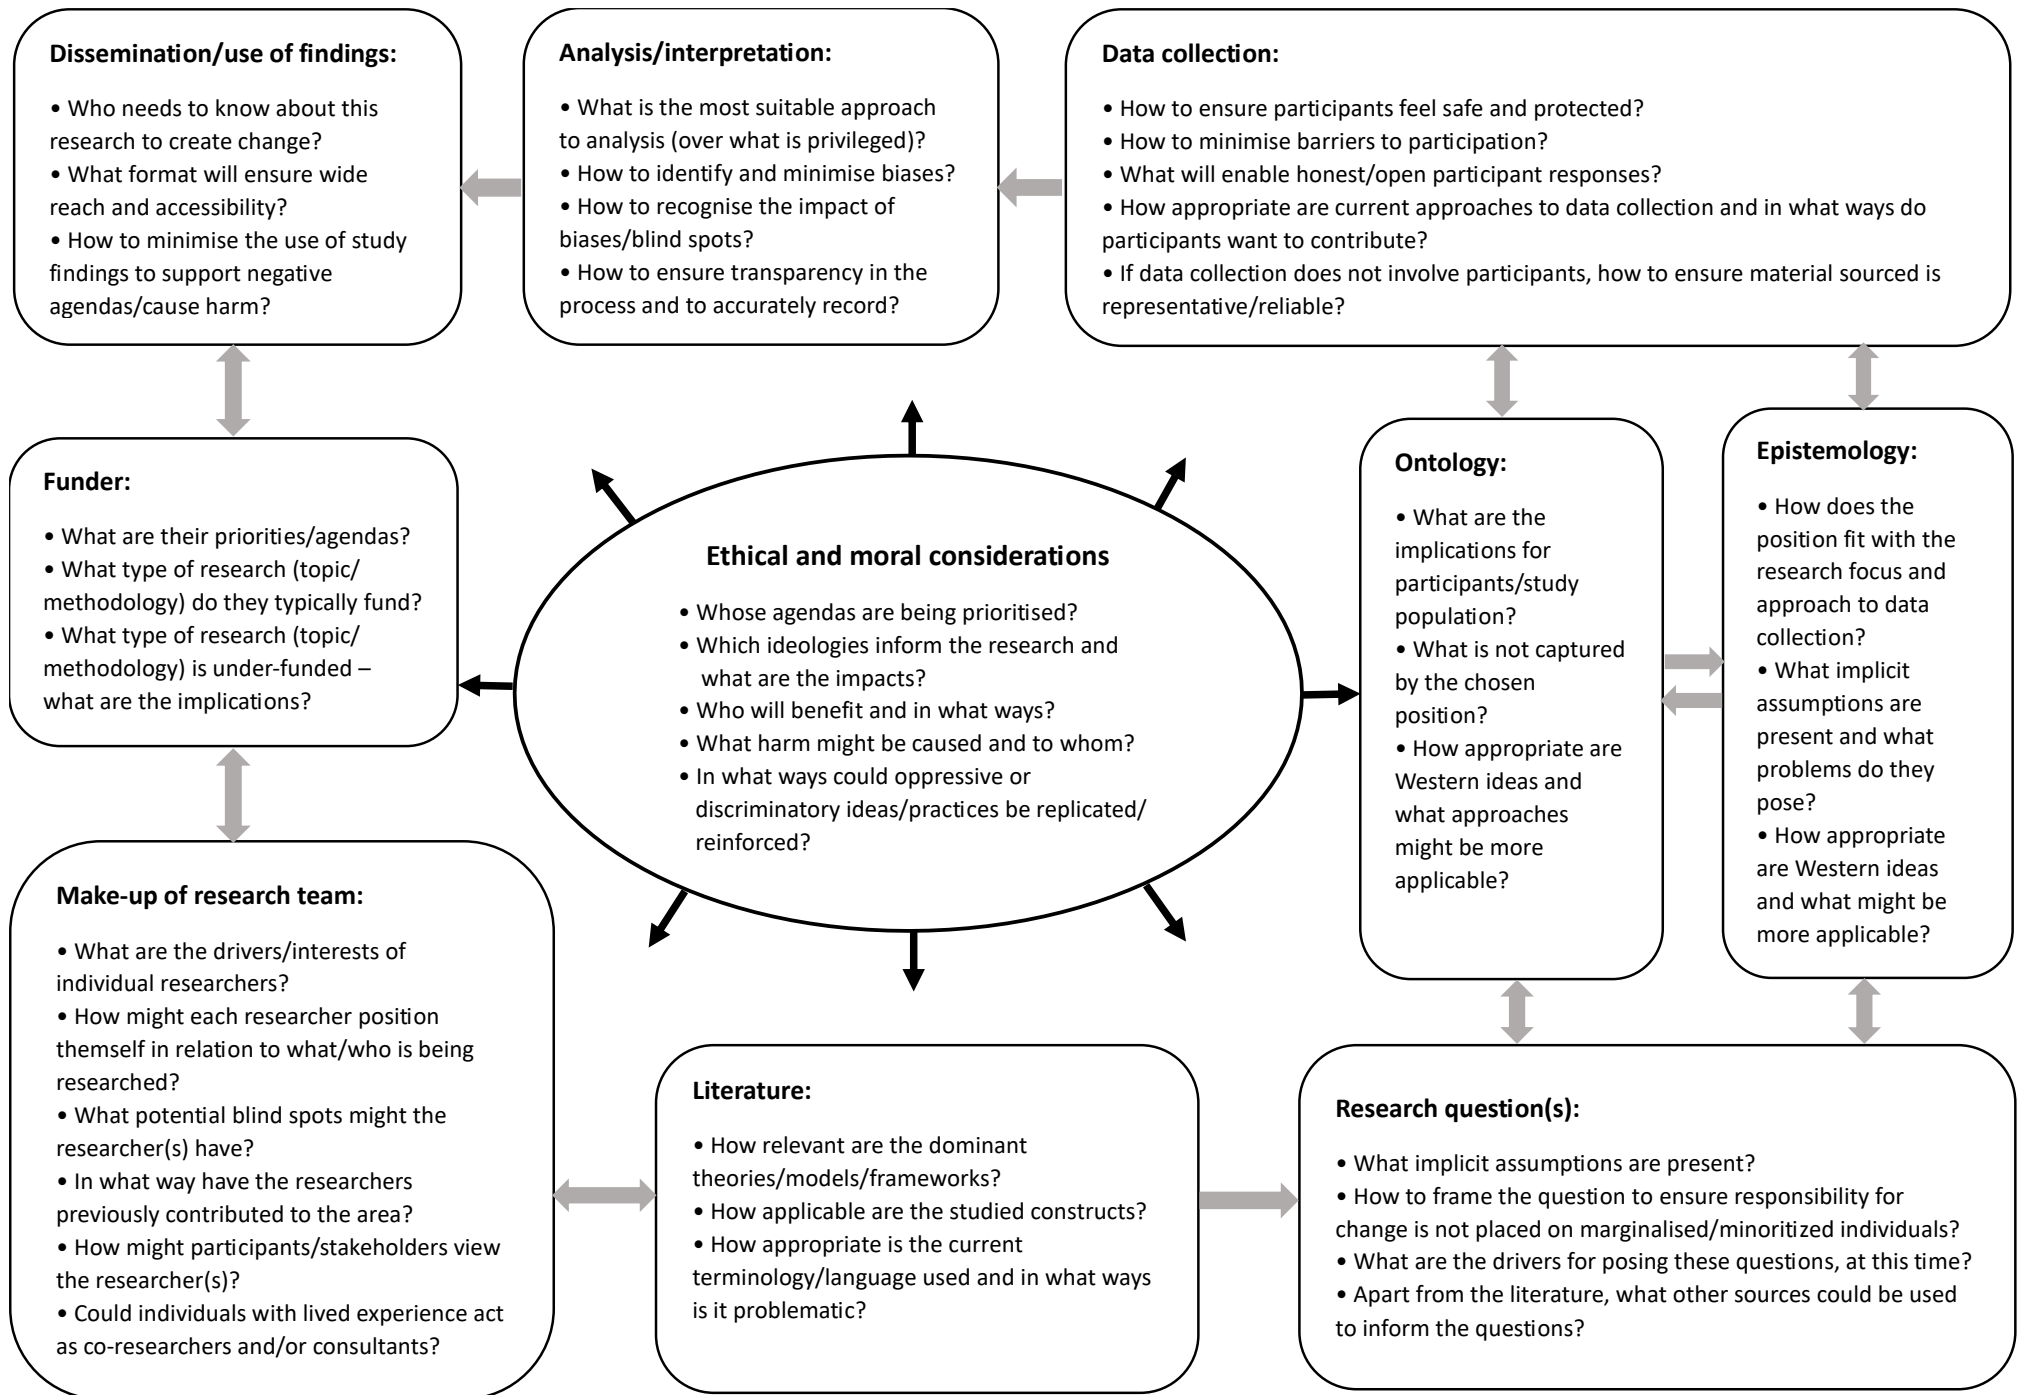 Dissemination/use of findings:
• Who needs to know about this
research to create change?
• What format will ensure wide
reach and accessibility?
• How to minimise the use of study
findings to support negative
agendas/cause harm?
Analysis/interpretation:
• What is the most suitable approach
to analysis (over what is privileged)?
• How to identify and minimise biases?
• How to recognise the impact of
biases/blind spots?
• How to ensure transparency in the
process and to accurately record?
Data collection:
• How to ensure participants feel safe and protected?
• How to minimise barriers to participation?
• What will enable honest/open participant responses?
• How appropriate are current approaches to data collection and in what ways do
participants want to contribute?
• If data collection does not involve participants, how to ensure material sourced is
representative/reliable?
Funder:
• What are their priorities/agendas?
• What type of research (topic/
methodology) do they typically fund?
• What type of research (topic/
methodology) is under-funded –
what are the implications?
Ethical and moral considerations
• Whose agendas are being prioritised?
• Which ideologies inform the research and
what are the impacts?
• Who will benefit and in what ways?
• What harm might be caused and to whom?
• In what ways could oppressive or
discriminatory ideas/practices be replicated/
reinforced?
Ontology:
• What are the
implications for
participants/study
population?
• What is not captured
by the chosen
position?
• How appropriate are
Western ideas and
what approaches
might be more
applicable?
Epistemology:
• How does the
position fit with the
research focus and
approach to data
collection?
• What implicit
assumptions are
present and what
problems do they
pose?
• How appropriate
are Western ideas
and what might be
more applicable?
Make-up of research team:
• What are the drivers/interests of
individual researchers?
• How might each researcher position
themself in relation to what/who is being
researched?
• What potential blind spots might the
researcher(s) have?
• In what way have the researchers
previously contributed to the area?
• How might participants/stakeholders view
the researcher(s)?
• Could individuals with lived experience act
as co-researchers and/or consultants?
Literature:
• How relevant are the dominant
theories/models/frameworks?
• How applicable are the studied constructs?
• How appropriate is the current
terminology/language used and in what ways
is it problematic?
Research question(s):
• What implicit assumptions are present?
• How to frame the question to ensure responsibility for
change is not placed on marginalised/minoritized individuals?
• What are the drivers for posing these questions, at this time?
• Apart from the literature, what other sources could be used
to inform the questions?